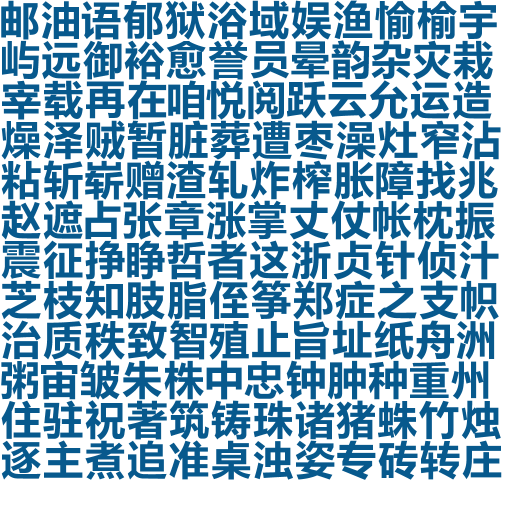 邮油语郁狱浴域娱渔愉榆宇
屿远御裕愈誉员晕韵杂灾栽
宰载再在咱悦阅跃云允运造
燥泽贼暂脏葬遭枣澡灶窄沾
粘斩崭赠渣轧炸榨胀障找兆
赵遮占张章涨掌丈仗帐枕振
震征挣睁哲者这浙贞针侦汁
芝枝知肢脂侄筝郑症之支帜
治质秩致智殖止旨址纸舟洲
粥宙皱朱株中忠钟肿种重州
住驻祝著筑铸珠诸猪蛛竹烛
逐主煮追准桌浊姿专砖转庄